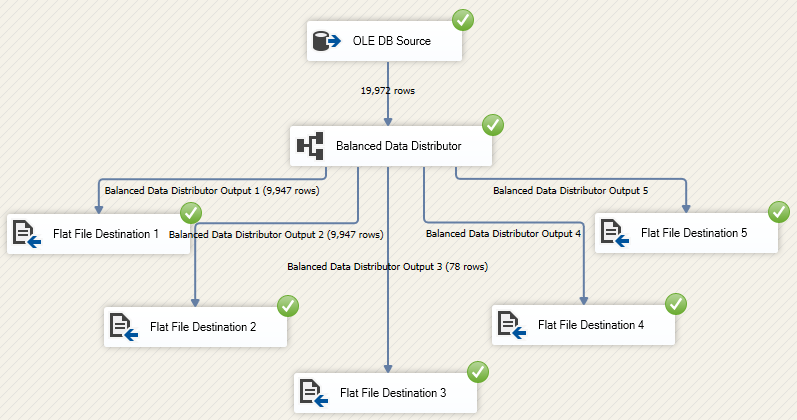 OLE DB Source
19,972 rows
Balanced Data Distributor
Balanced Data Distributor Output 1 (9,947 rows)
Balanced Data Distributor Output 5
Flat File Destination 1
Balanced Data Distributor Output 2 (9,947 rows)
Balanced Data Distributor Output 4
Flat File Destination 5
Balanced Data Distributor Output 3 (78 rows)
Flat File Destination 2
Flat File Destination 4
Flat File Destination 3